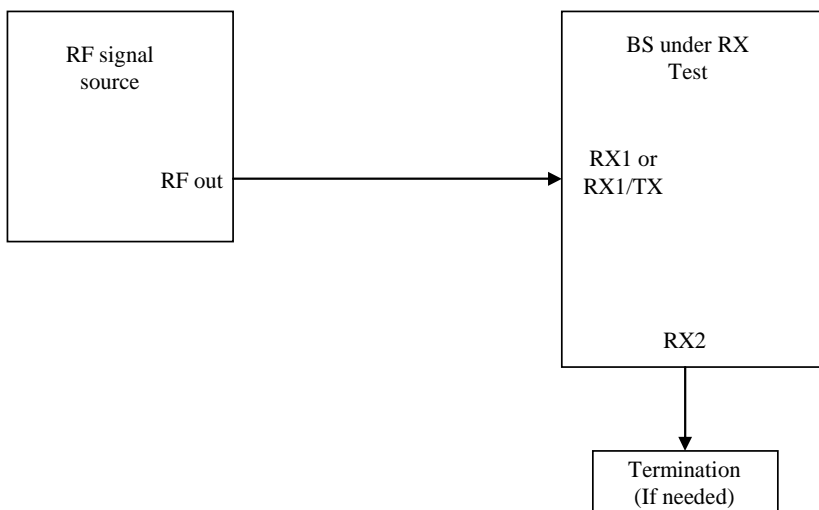 RF signal
source
RF out
BS under RX
Test
RX1 or
RX1/TX
RX2
Termination
(If needed)